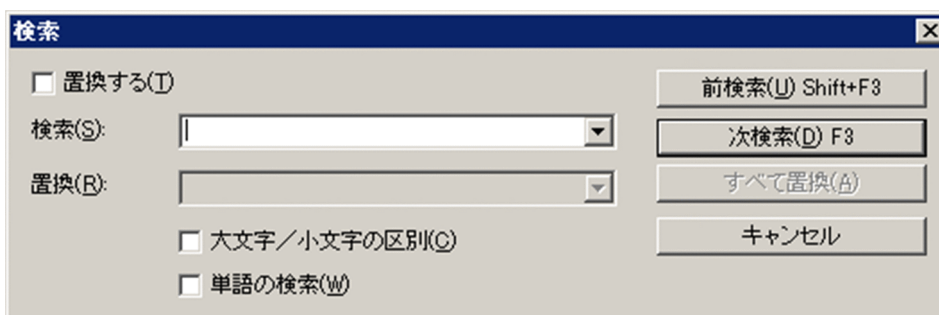 検索
置換する(T)
検索(S):
置換(R):
大文字／小文字の区別(C)
単語の検索(W)
前検索(U) Shift+F3
次検索(D) F3
すべて置換(A)
キャンセル